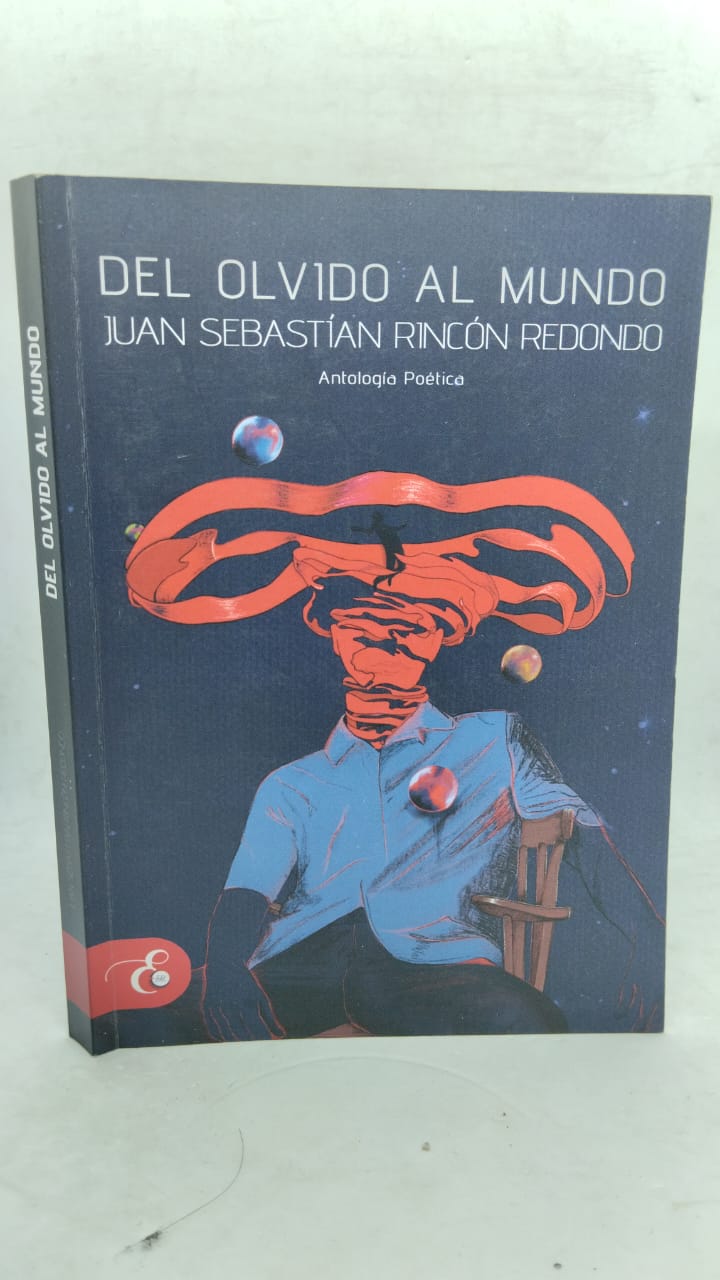 DEL OLVIDO AL MUNDO
JUAN SEBASTÍAN RINCÓN REDONDO
Antología Poética
DEL OLVIDO AL MUNDO
E